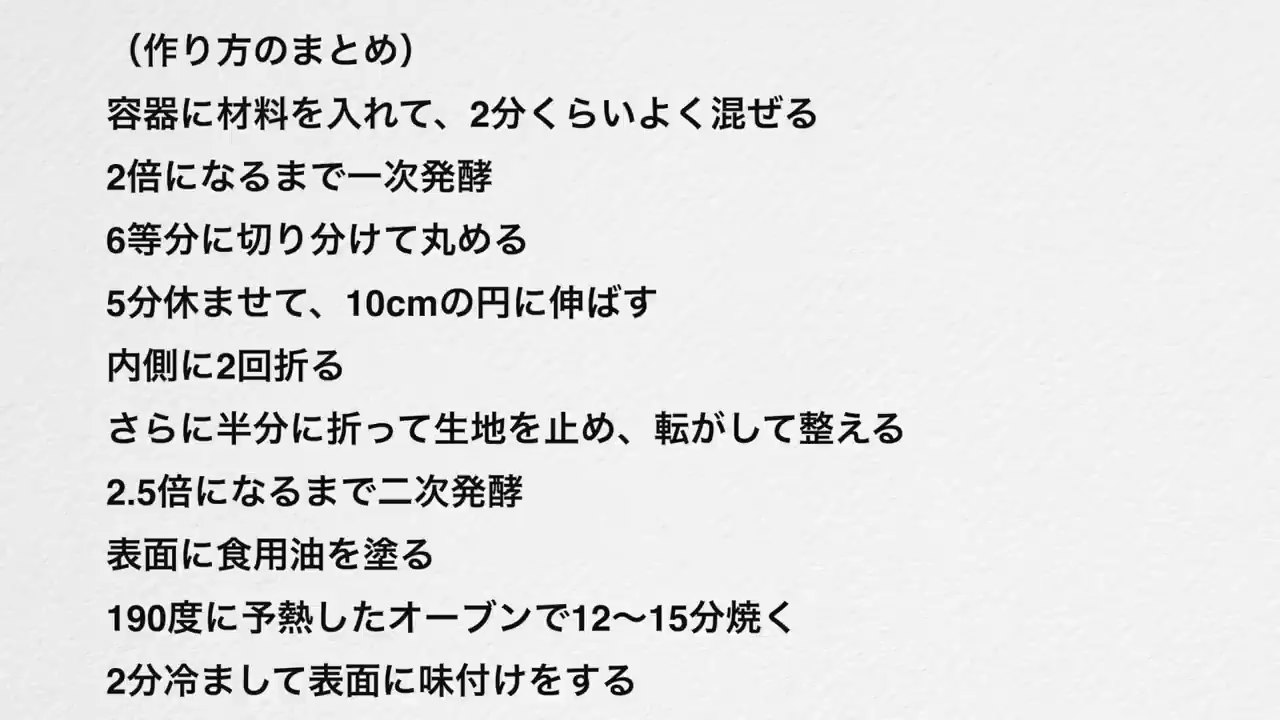 （作り方のまとめ）
容器に材料を入れて、2分くらいよく混ぜる
2倍になるまで一次発酵
6等分に切り分けて丸める
5分休ませて、10cmの円に伸ばす
内側に2回折る
さらに半分に折って生地を止め、転がして整える
2.5倍になるまで二次発酵
表面に食用油を塗る
190度に予熱したオーブンで12〜15分焼く
2分冷まして表面に味付けをする